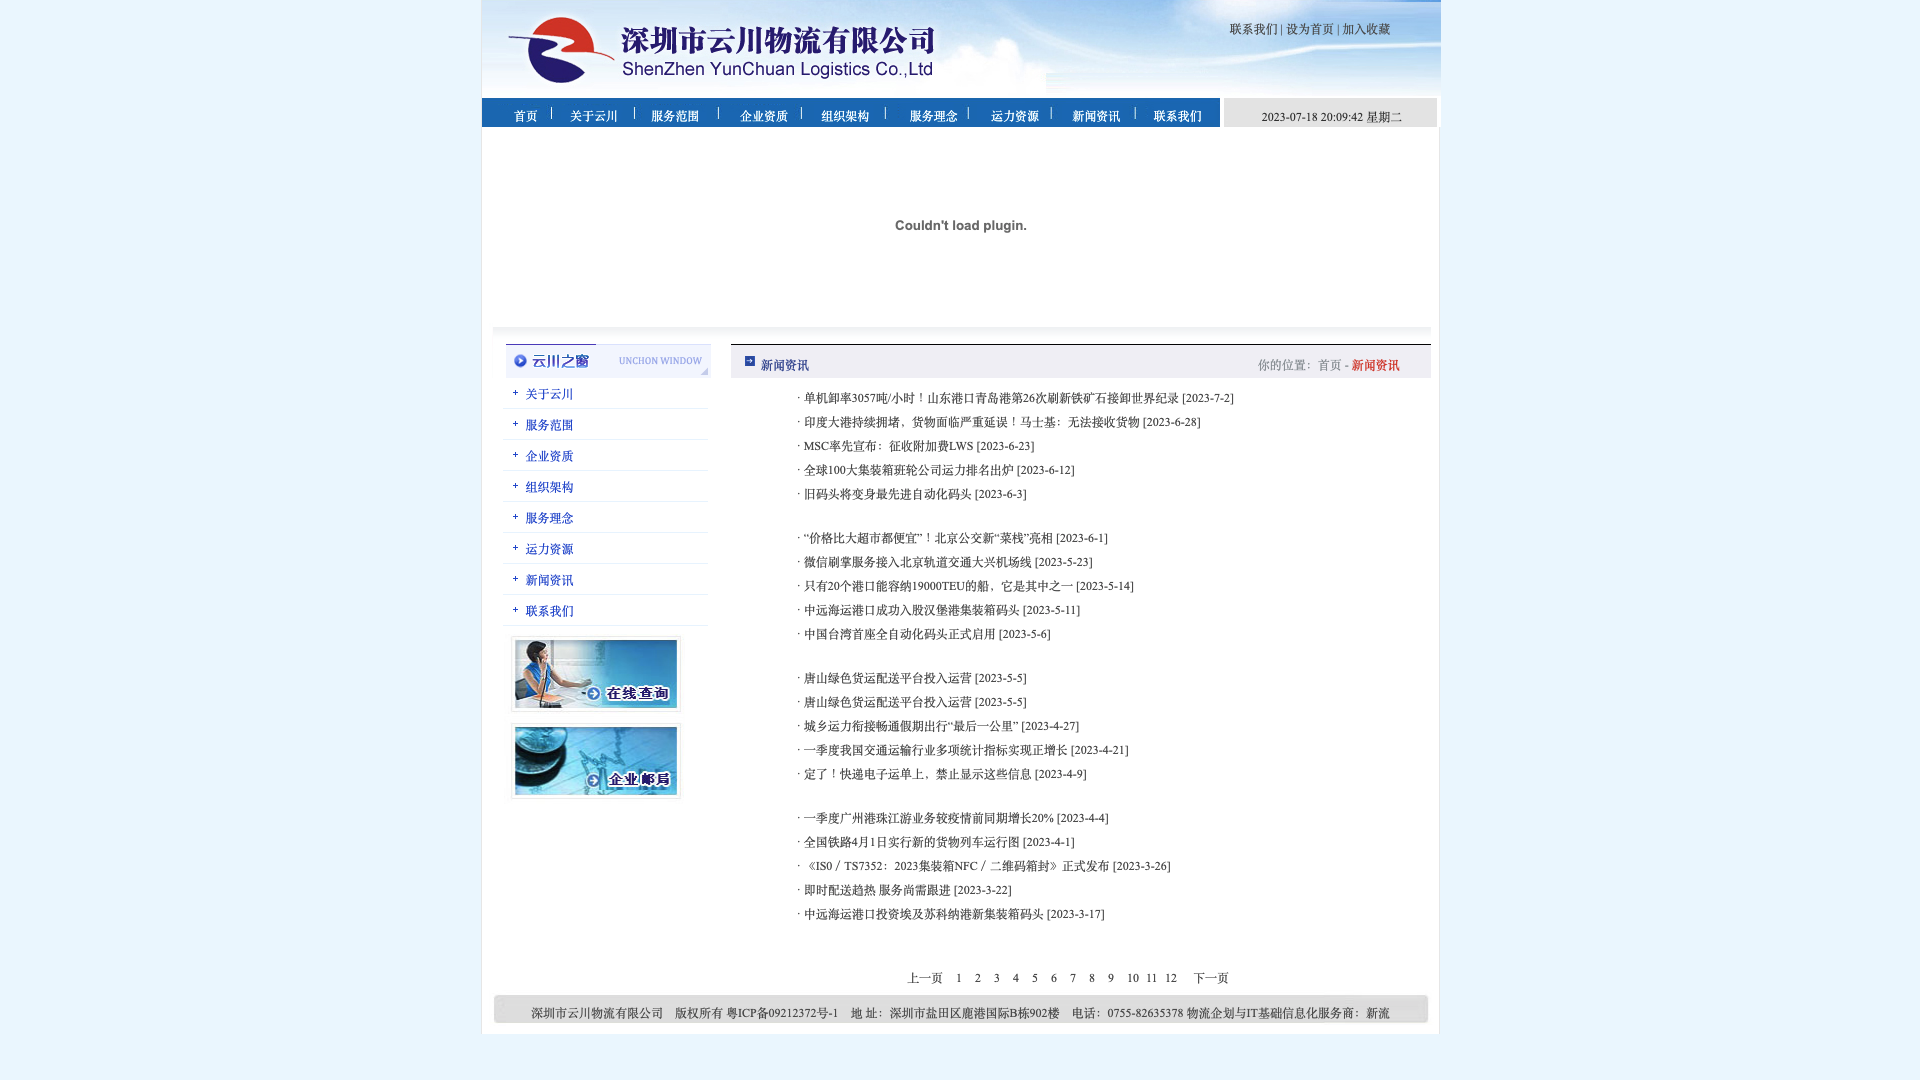 深圳市云川物流有限公司
ShenZhen YunChuan Logistics Co.,Ltd
联系我们 | 设为首页 | 加入收藏
首页 关于云川 服务范围 企业资质 组织架构 服务理念 运力资源 新闻资讯 联系我们
2023-07-18 20:09:42 星期二
Couldn't load plugin.
云川之窗 UNCHON WINDOW
关于云川
服务范围
企业资质
组织架构
服务理念
运力资源
新闻资讯
联系我们
在线查询
企业邮局
新闻资讯
你的位置：首页 - 新闻资讯
· 单机卸率3057吨/小时！山东港口青岛港第26次刷新铁矿石接卸世界纪录 [2023-7-2]
· 印度大港持续拥堵，货物面临严重延误！马士基：无法接收货物 [2023-6-28]
· MSC率先宣布：征收附加费LWS [2023-6-23]
· 全球100大集装箱班轮公司运力排名出炉 [2023-6-12]
· 旧码头将变身最先进自动化码头 [2023-6-3]
· “价格比大超市都便宜”！北京公交新“菜栈”亮相 [2023-6-1]
· 微信刷掌服务接入北京轨道交通大兴机场线 [2023-5-23]
· 只有20个港口能容纳19000TEU的船，它是其中之一 [2023-5-14]
· 中远海运港口成功入股汉堡港集装箱码头 [2023-5-11]
· 中国台湾首座全自动化码头正式启用 [2023-5-6]
· 唐山绿色货运配送平台投入运营 [2023-5-5]
· 唐山绿色货运配送平台投入运营 [2023-5-5]
· 城乡运力衔接畅通假期出行“最后一公里” [2023-4-27]
· 一季度我国交通运输行业多项统计指标实现正增长 [2023-4-21]
· 定了！快递电子运单上，禁止显示这些信息 [2023-4-9]
· 一季度广州港珠江游业务较疫情前同期增长20% [2023-4-4]
· 全国铁路4月1日实行新的货物列车运行图 [2023-4-1]
· 《IS0／TS7352：2023集装箱NFC／二维码箱封》正式发布 [2023-3-26]
· 即时配送趋热 服务尚需跟进 [2023-3-22]
· 中远海运港口投资埃及苏科纳港新集装箱码头 [2023-3-17]
上一页 1 2 3 4 5 6 7 8 9 10 11 12 下一页
深圳市云川物流有限公司 版权所有 粤ICP备09212372号-1 地 址：深圳市盐田区鹿港国际B栋902楼 电话：0755-82635378 物流企划与IT基础信息化服务商：新流